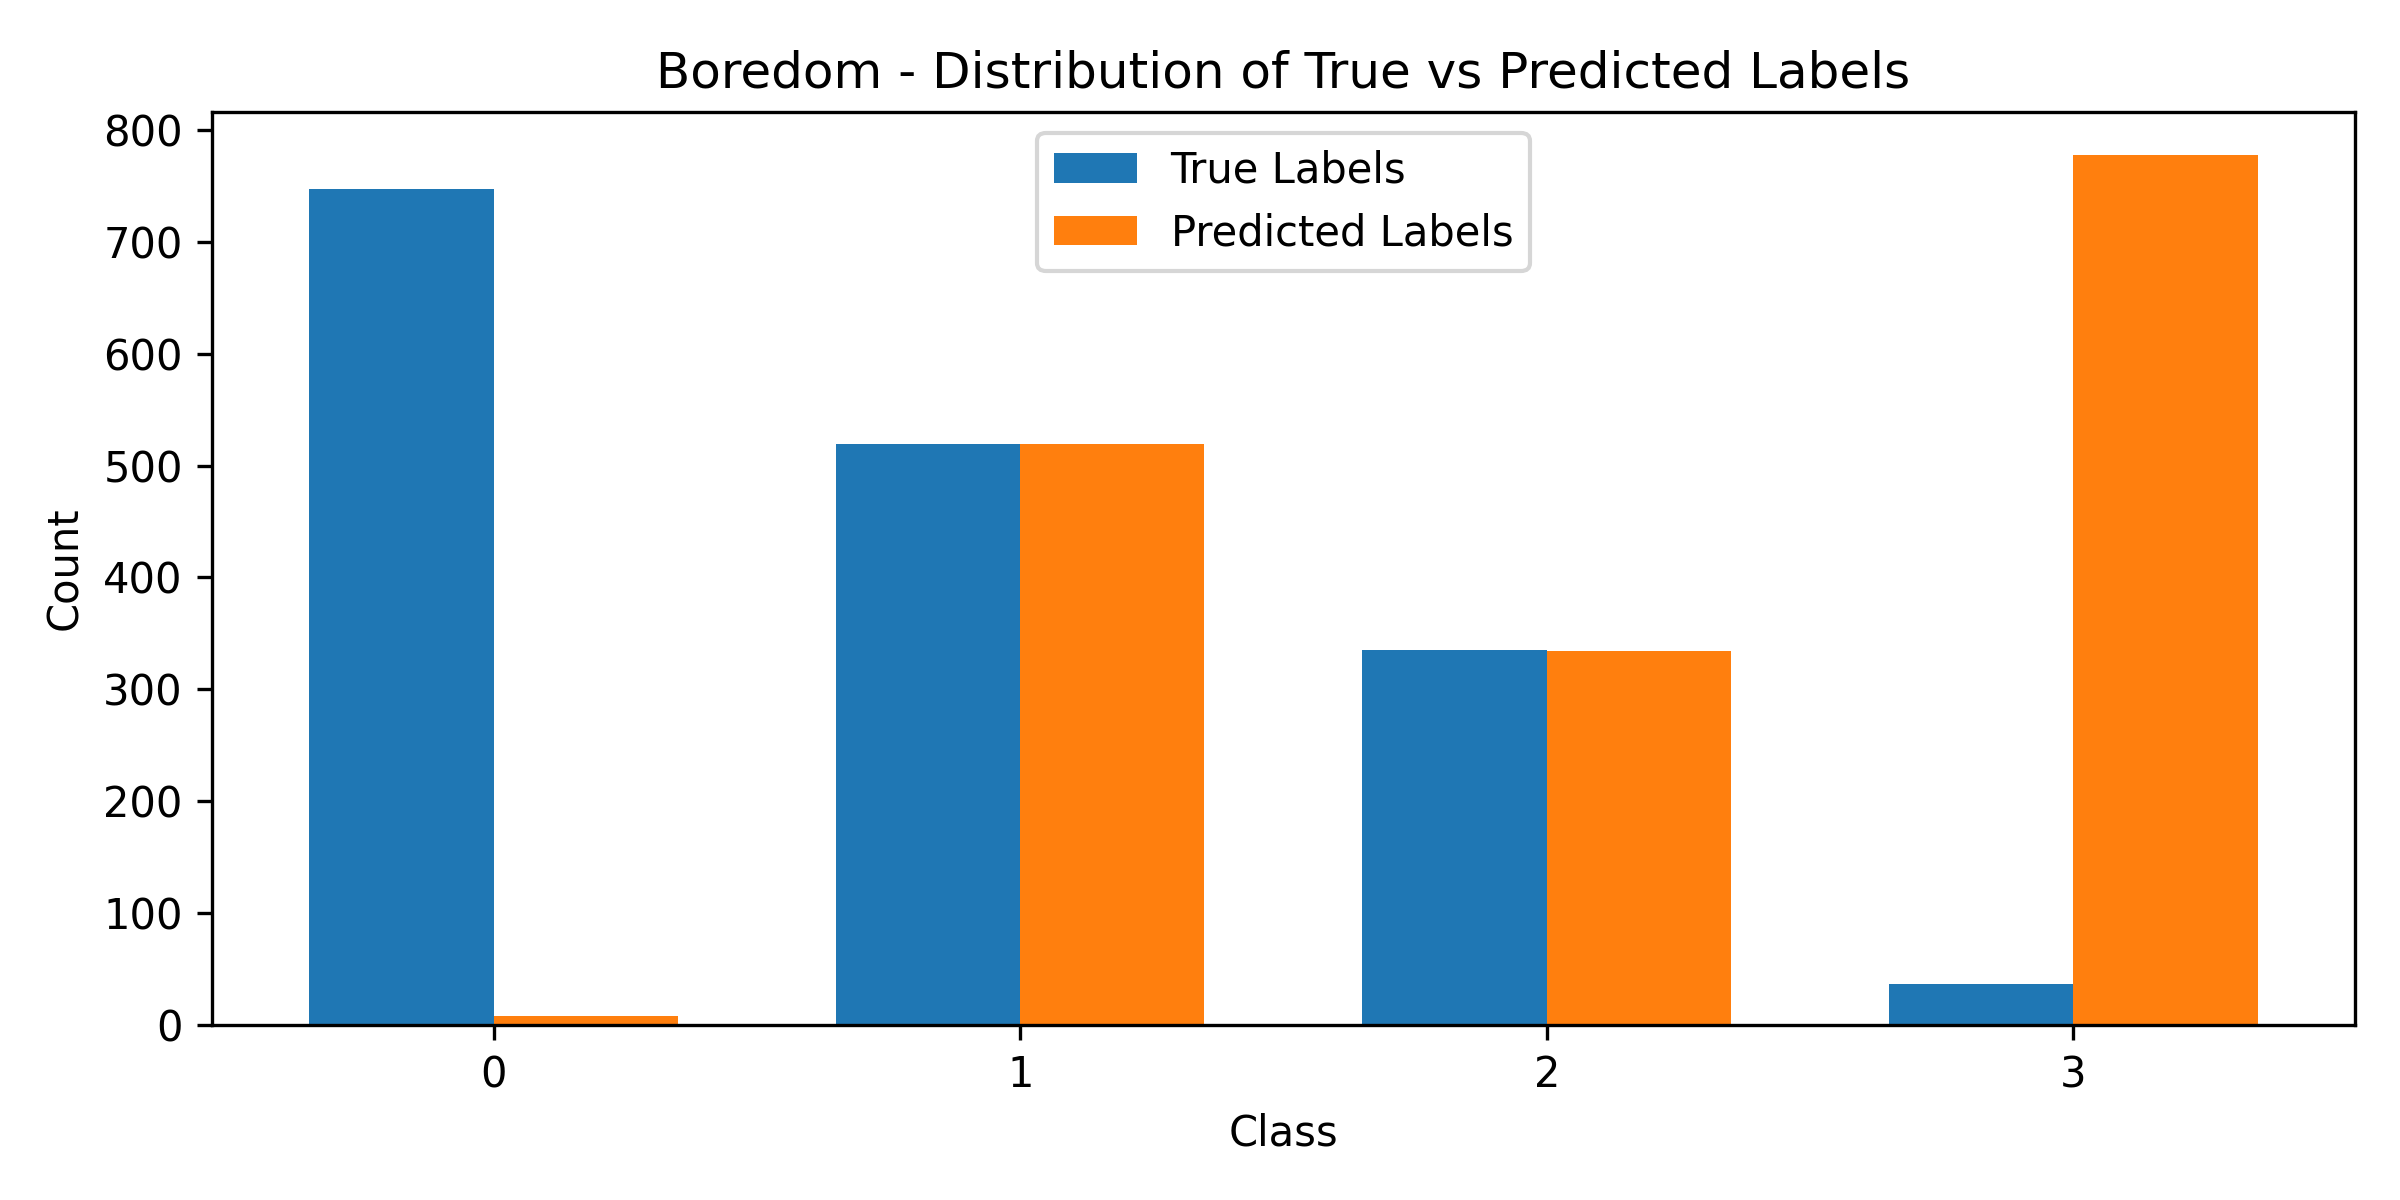 Boredom - Distribution of True vs Predicted Labels
True Labels
Predicted Labels
800
700
600
500
400
300
200
100
0
Count
0 1 2 3
Class